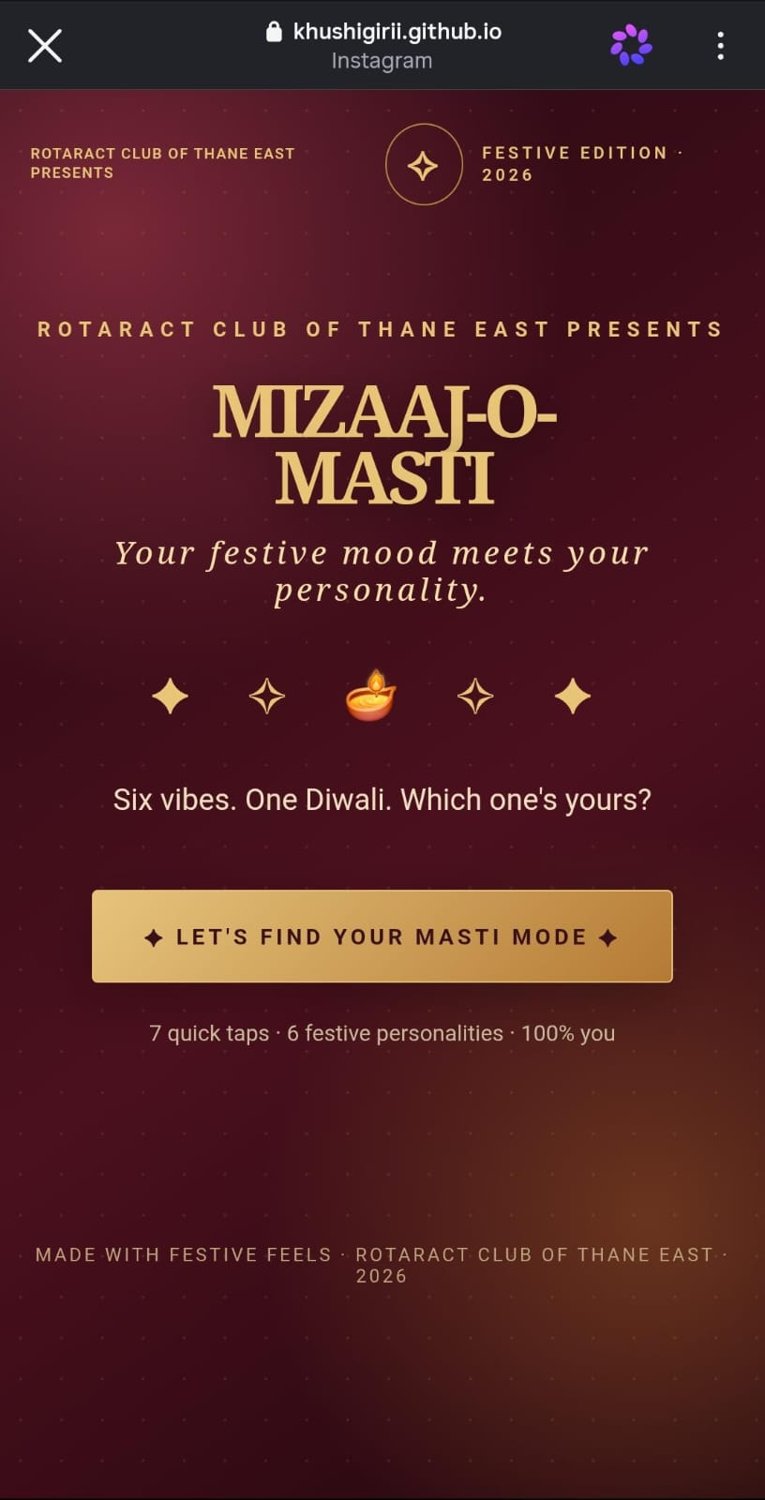 khushigirii.github.io
Instagram
ROTARACT CLUB OF THANE EAST
PRESENTS
FESTIVE EDITION ·
2026
ROTARACT CLUB OF THANE EAST PRESENTS
MIZAAJ-O-
MASTI
Your festive mood meets your
personality.
Six vibes. One Diwali. Which one's yours?
✦ LET'S FIND YOUR MASTI MODE ✦
7 quick taps · 6 festive personalities · 100% you
MADE WITH FESTIVE FEELS · ROTARACT CLUB OF THANE EAST ·
2026